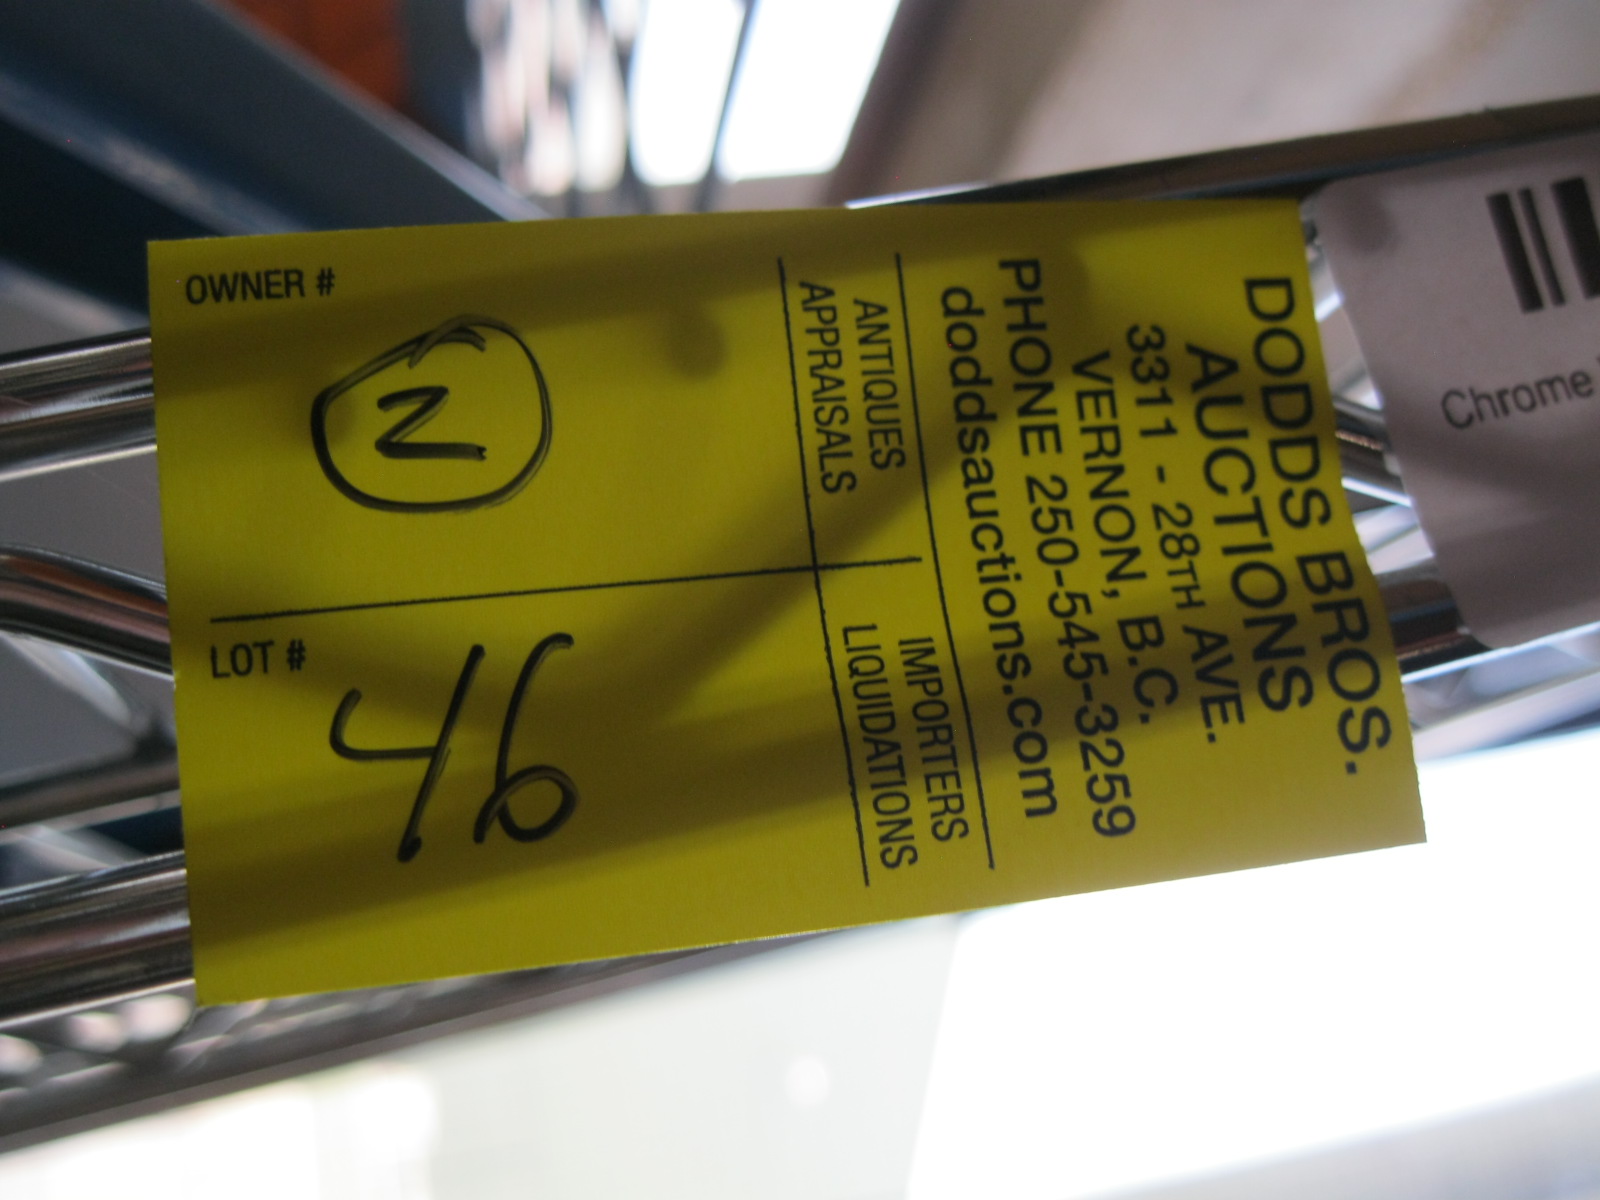 DODDS BROS.
AUCTIONS
3311 - 28TH AVE.
VERNON, B.C.
PHONE 250-545-3259
doddsauctions.com
ANTIQUES
APPRAISALS
IMPORTERS
LIQUIDATIONS
OWNER #
LOT #
46
Chrome